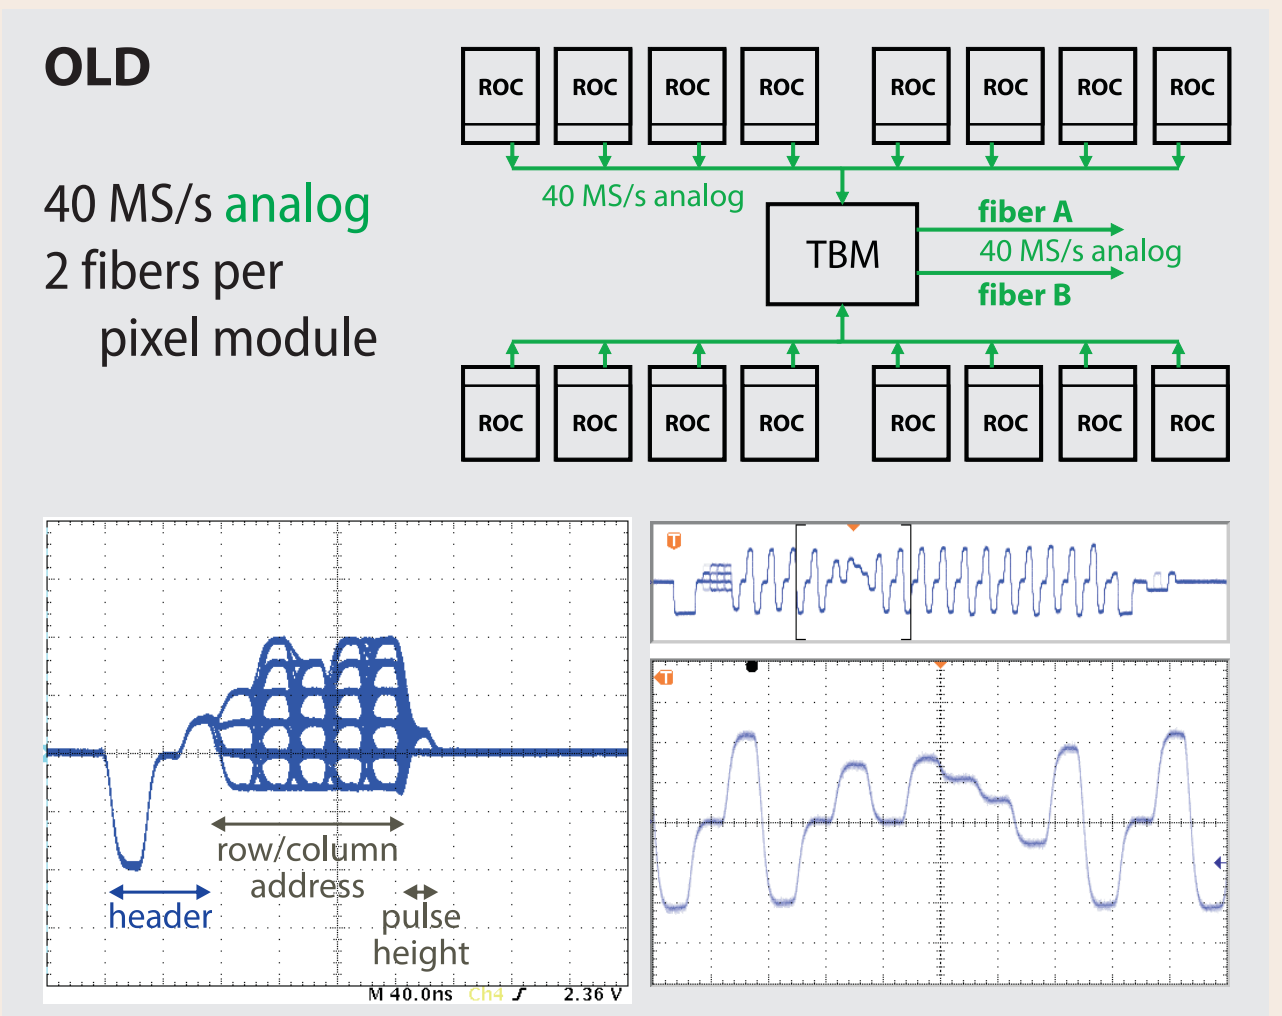 OLD
40 MS/s analog
2 fibers per
pixel module
ROC ROC ROC ROC ROC ROC ROC ROC
40 MS/s analog
TBM
fiber A
40 MS/s analog
fiber B
ROC ROC ROC ROC ROC ROC ROC ROC
row/column
address
header
pulse
height
M 40.0ns Ch4 2.36 V
T
T